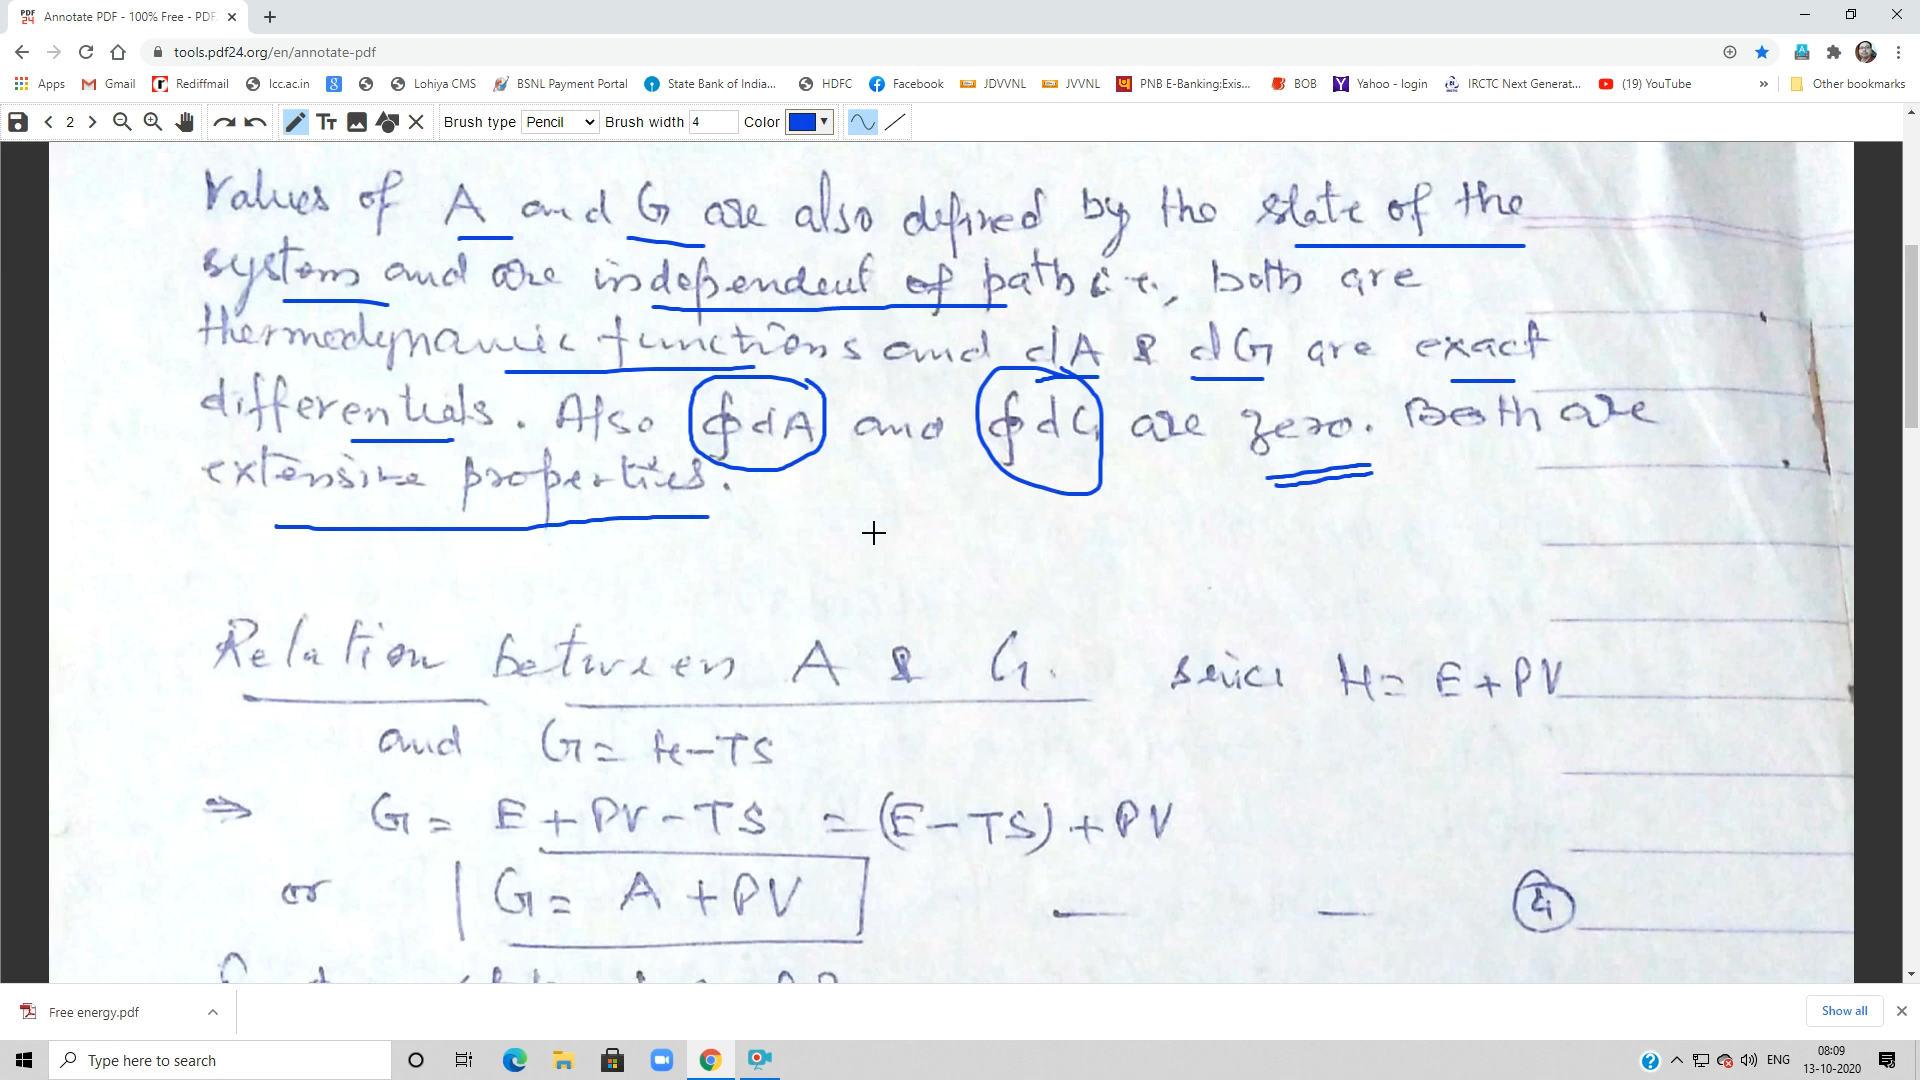 Annotate PDF - 100% Free - PDF
tools.pdf24.org/en/annotate-pdf
Apps Gmail Rediffmail lcc.ac.in Lohiya CMS BSNL Payment Portal State Bank of India... HDFC Facebook JDVVNL JVVNL PNB E-Banking:Exis... BOB Yahoo - login IRCTC Next Generat... (19) YouTube » Other bookmarks
2 Brush type Pencil Brush width 4 Color
Values of A and G are also defined by the state of the
system and are independent of path i.e., both are
thermodynamic functions and dA & dG are exact
differentials. Also ∮dA and ∮dG are zero. Both are
extensive properties.
Relation between A & G. since H = E + PV
and G = H - TS
⇒ G = E + PV - TS = (E - TS) + PV
or G = A + PV — — 4
Free energy.pdf
Show all
Type here to search
ENG
08:09
13-10-2020